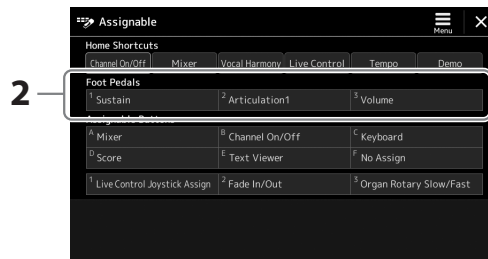 Assignable
Menu
Home Shortcuts
Channel On/Off Mixer Vocal Harmony Live Control Tempo Demo
2
Foot Pedals
1 Sustain 2 Articulation1 3 Volume
Assignable Buttons
A Mixer B Channel On/Off C Keyboard
D Score E Text Viewer F No Assign
1 Live Control Joystick Assign 2 Fade In/Out 3 Organ Rotary Slow/Fast